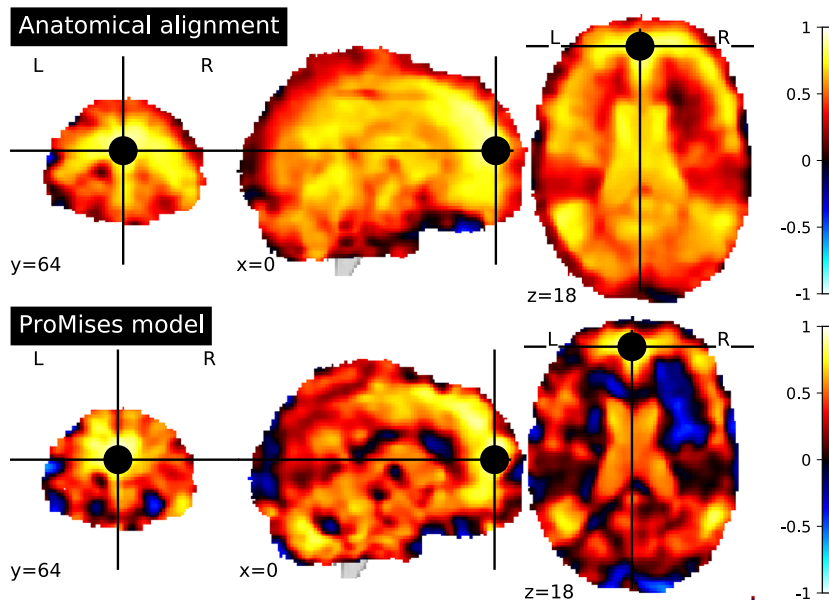 Anatomical alignment
L R
L R
y=64
x=0
z=18
1
0.5
0
-0.5
-1
ProMises model
L R
L R
y=64
x=0
z=18
1
0.5
0
-0.5
-1